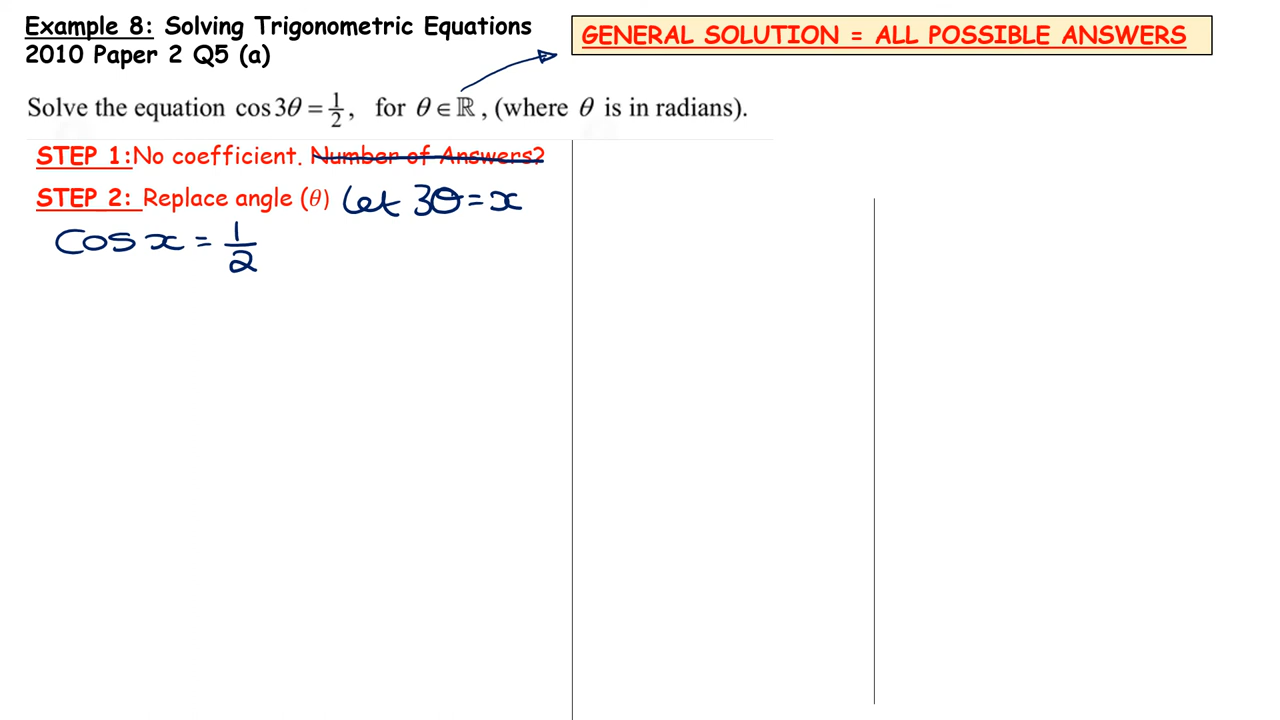 Example 8: Solving Trigonometric Equations
2010 Paper 2 Q5 (a)
GENERAL SOLUTION = ALL POSSIBLE ANSWERS
Solve the equation cos 3θ = 1/2, for θ ∈ ℝ, (where θ is in radians).
STEP 1: No coefficient. Number of Answers?
STEP 2: Replace angle (θ) let 3θ = x
cos x = 1/2